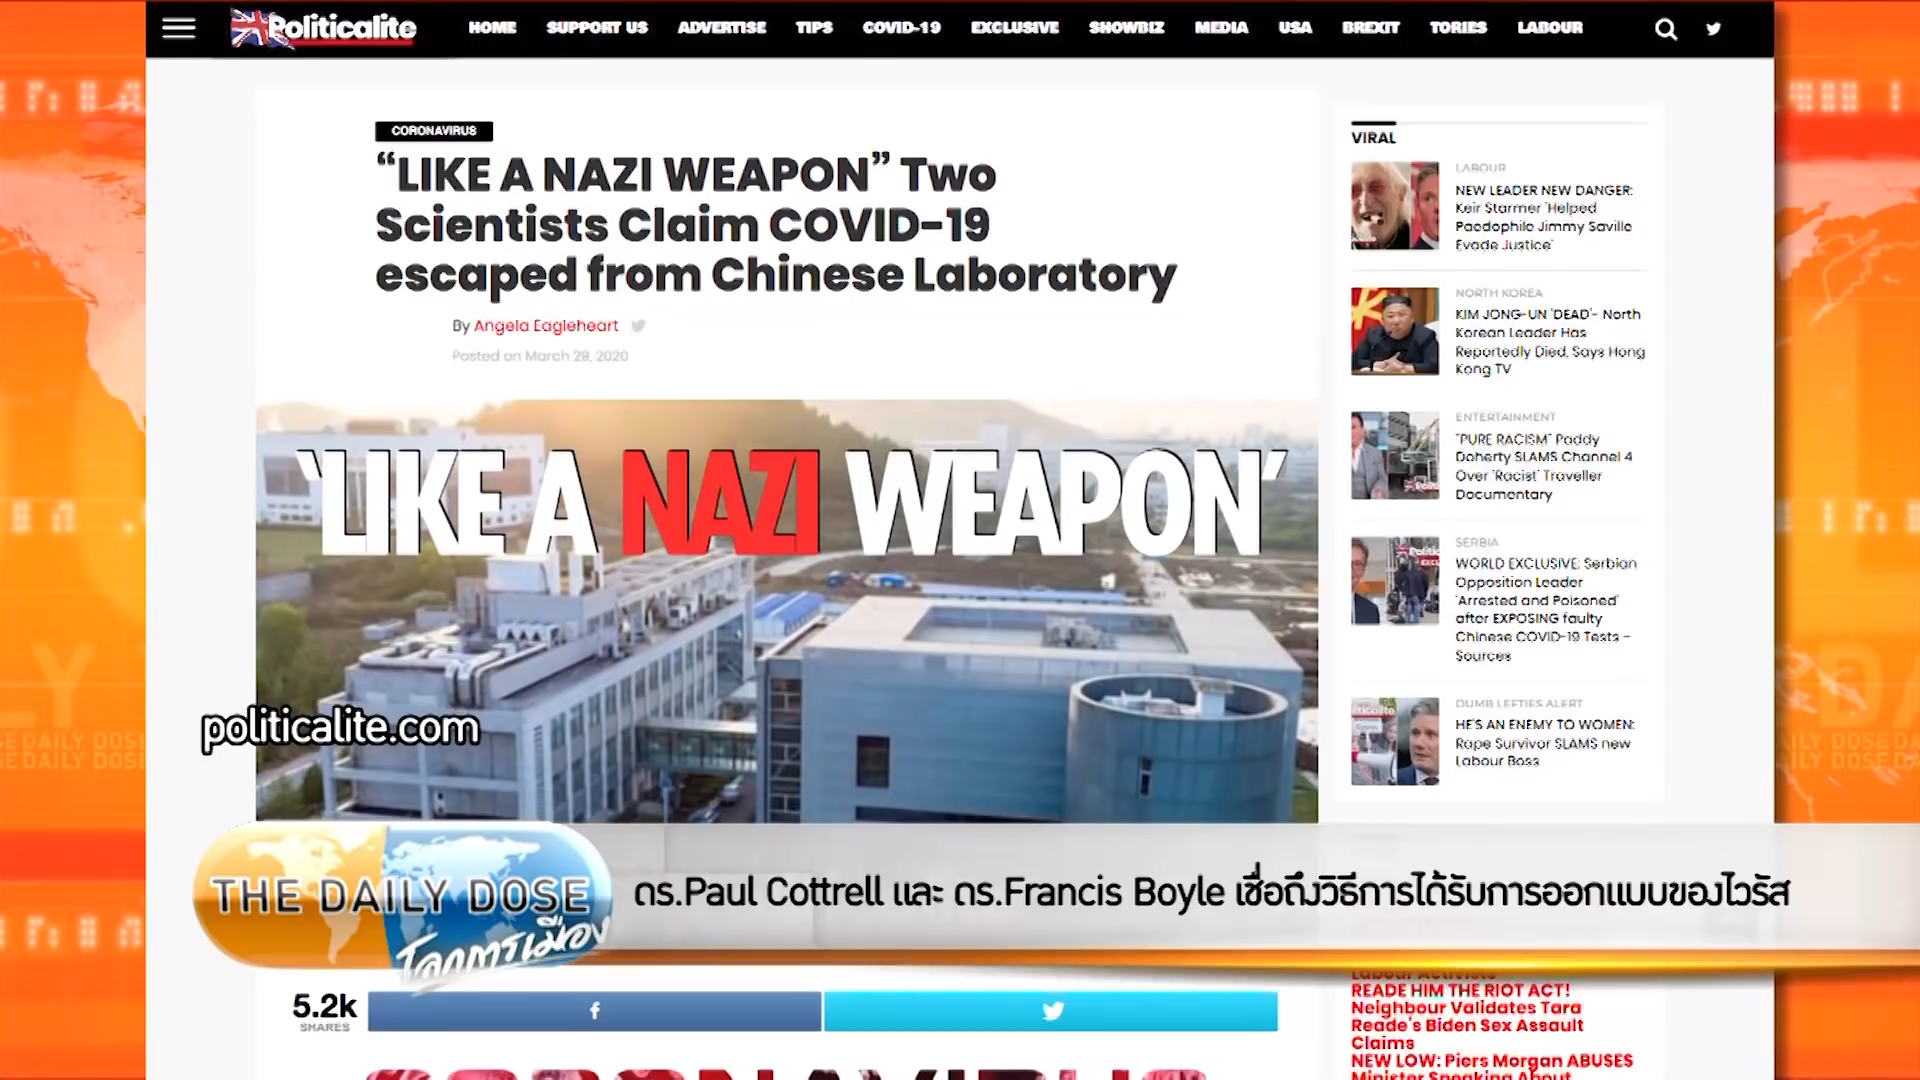 Politicalite
HOME SUPPORT US ADVERTISE TIPS COVID-19 EXCLUSIVE SHOWBIZ MEDIA USA BREXIT TORIES LABOUR
CORONAVIRUS
“LIKE A NAZI WEAPON” Two
Scientists Claim COVID-19
escaped from Chinese Laboratory
By Angela Eagleheart
Posted on March 29, 2020
‘LIKE A NAZI WEAPON’
politicalite.com
VIRAL
LABOUR
NEW LEADER NEW DANGER:
Keir Starmer 'Helped
Paedophile Jimmy Saville
Evade Justice'
NORTH KOREA
KIM JONG-UN 'DEAD'- North
Korean Leader Has
Reportedly Died, Says Hong
Kong TV
ENTERTAINMENT
"PURE RACISM" Paddy
Doherty SLAMS Channel 4
Over 'Racist' Traveller
Documentary
SERBIA
WORLD EXCLUSIVE: Serbian
Opposition Leader
'Arrested and Poisoned'
after EXPOSING faulty
Chinese COVID-19 Tests –
Sources
DUMB LEFTIES ALERT
HE'S AN ENEMY TO WOMEN:
Rape Survivor SLAMS new
Labour Boss
THE DAILY DOSE
โลกการเมือง
ดร.Paul Cottrell และ ดร.Francis Boyle เชื่อถึงวิธีการได้รับการออกแบบของไวรัส
5.2k
SHARES
Labour Activists
READE HIM THE RIOT ACT!
Neighbour Validates Tara
Reade's Biden Sex Assault
Claims
NEW LOW: Piers Morgan ABUSES
Minister Speaking About
CORONAVIRUS